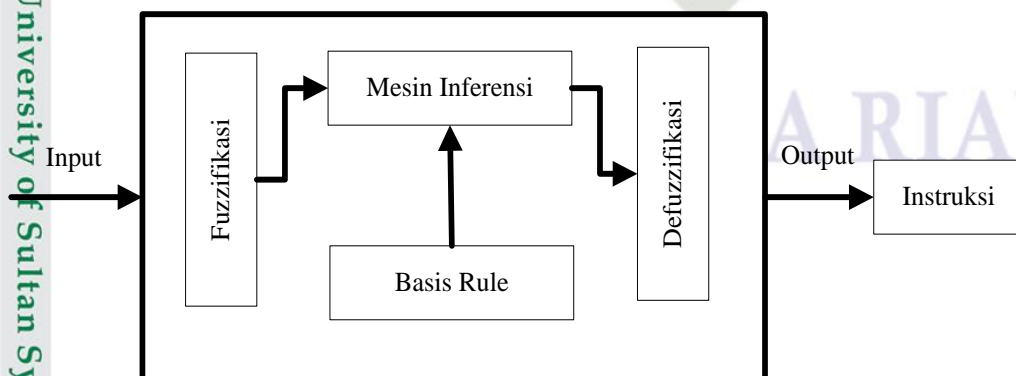 University of Sultan Sy
A RIA
Input
Fuzzifikasi
Mesin Inferensi
Basis Rule
Defuzzifikasi
Output
Instruksi